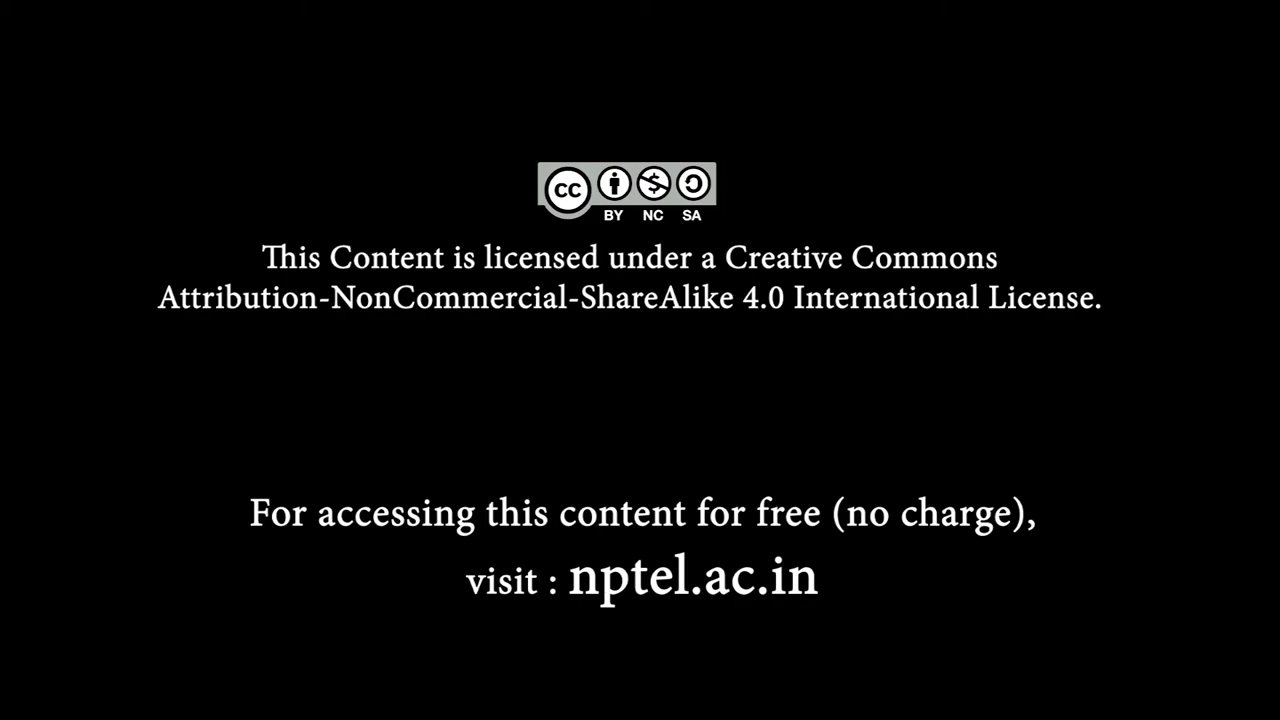 cc
BY NC SA
This Content is licensed under a Creative Commons
Attribution-NonCommercial-ShareAlike 4.0 International License.
For accessing this content for free (no charge),
visit : nptel.ac.in